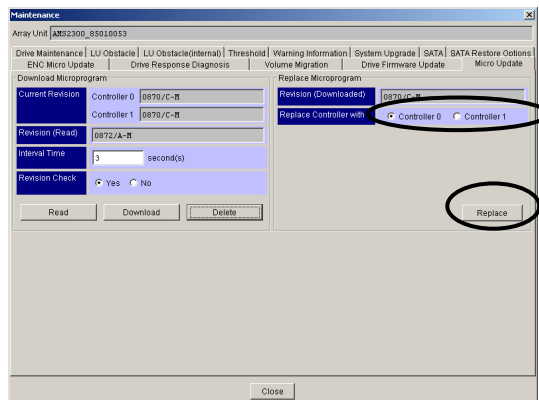 Maintenance
Array Unit AMS2300_85010053
Drive Maintenance LU Obstacle LU Obstacle(internal) Threshold Warning Information System Upgrade SATA SATA Restore Options
ENC Micro Update Drive Response Diagnosis Volume Migration Drive Firmware Update Micro Update
Download Microprogram
Current Revision Controller 0 0870/C-M
Controller 1 0870/C-M
Revision (Read) 0872/A-M
Interval Time 3 second(s)
Revision Check Yes No
Read Download Delete
Replace Microprogram
Revision (Downloaded) 0870/C-M
Replace Controller with Controller 0 Controller 1
Replace
Close